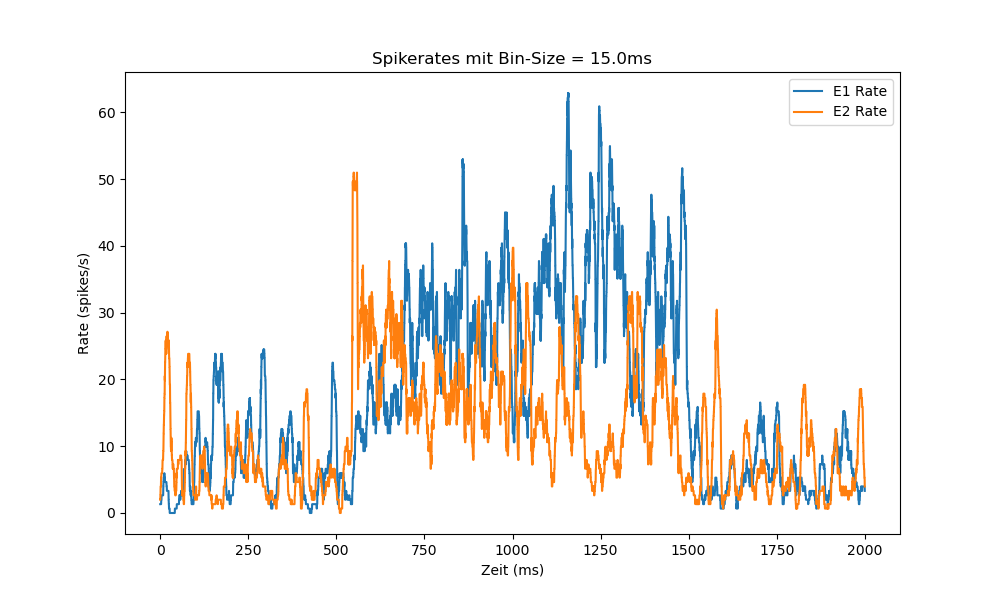 Spikerates mit Bin-Size = 15.0ms
E1 Rate
E2 Rate
Rate (spikes/s)
60
50
40
30
20
10
0
0 250 500 750 1000 1250 1500 1750 2000
Zeit (ms)